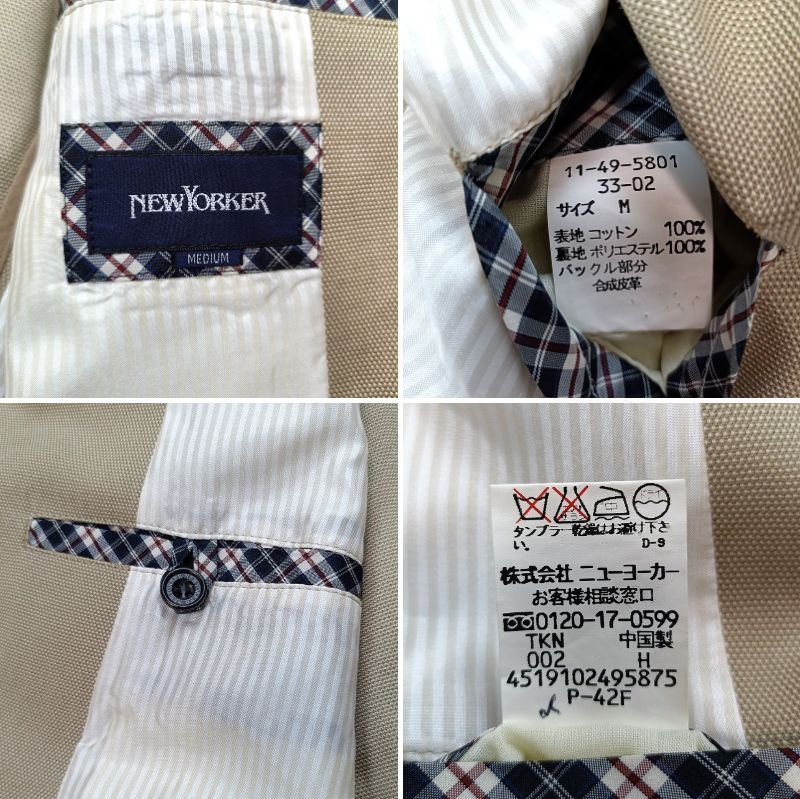 NEWYORKER
MEDIUM
11-49-5801
33-02
サイズ M
表地 コットン 100%
裏地 ポリエステル 100%
バックル部分
合成皮革
タンブラー乾燥はお避け下さ
い。 D-9
株式会社 ニューヨーカー
お客様相談窓口
0120-17-0599
TKN 中国製
002 H
4519102495875
P-42F